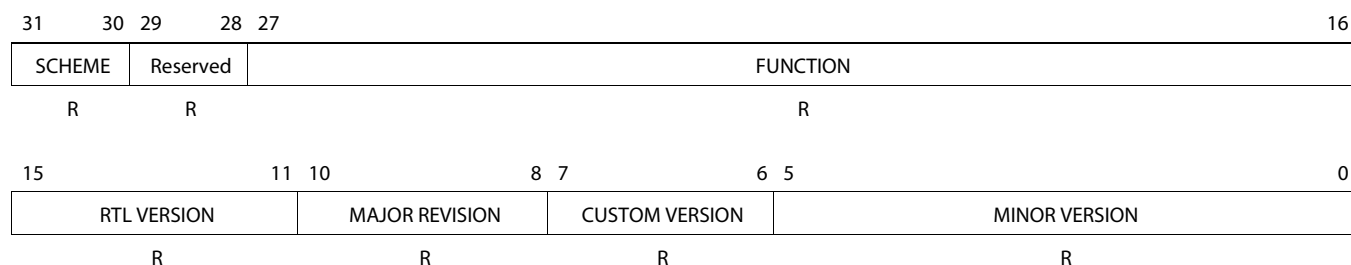 31 30 29 28 27 16
SCHEME Reserved FUNCTION
R R R
15 11 10 8 7 6 5 0
RTL VERSION MAJOR REVISION CUSTOM VERSION MINOR VERSION
R R R R